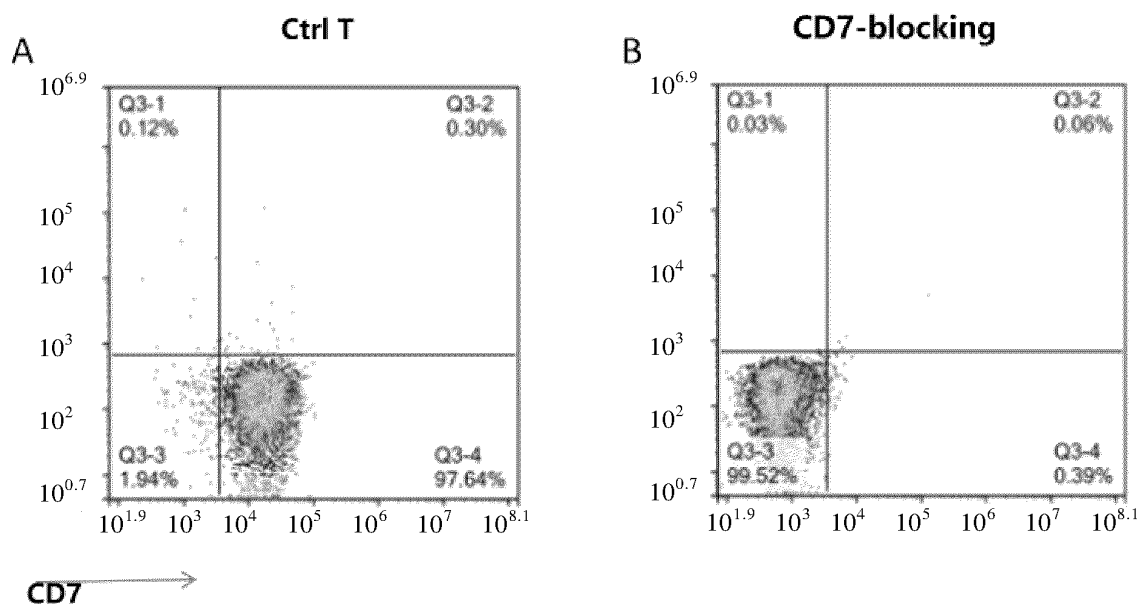 A
Ctrl T
B
CD7-blocking
10^6.9
Q3-1
0.12%
Q3-2
0.30%
10^5
10^4
10^3
10^2
Q3-3
1.94%
Q3-4
97.64%
10^0.7
10^1.9 10^3 10^4 10^5 10^6 10^7 10^8.1
CD7
10^6.9
Q3-1
0.03%
Q3-2
0.06%
10^5
10^4
10^3
10^2
Q3-3
99.52%
Q3-4
0.39%
10^0.7
10^1.9 10^3 10^4 10^5 10^6 10^7 10^8.1